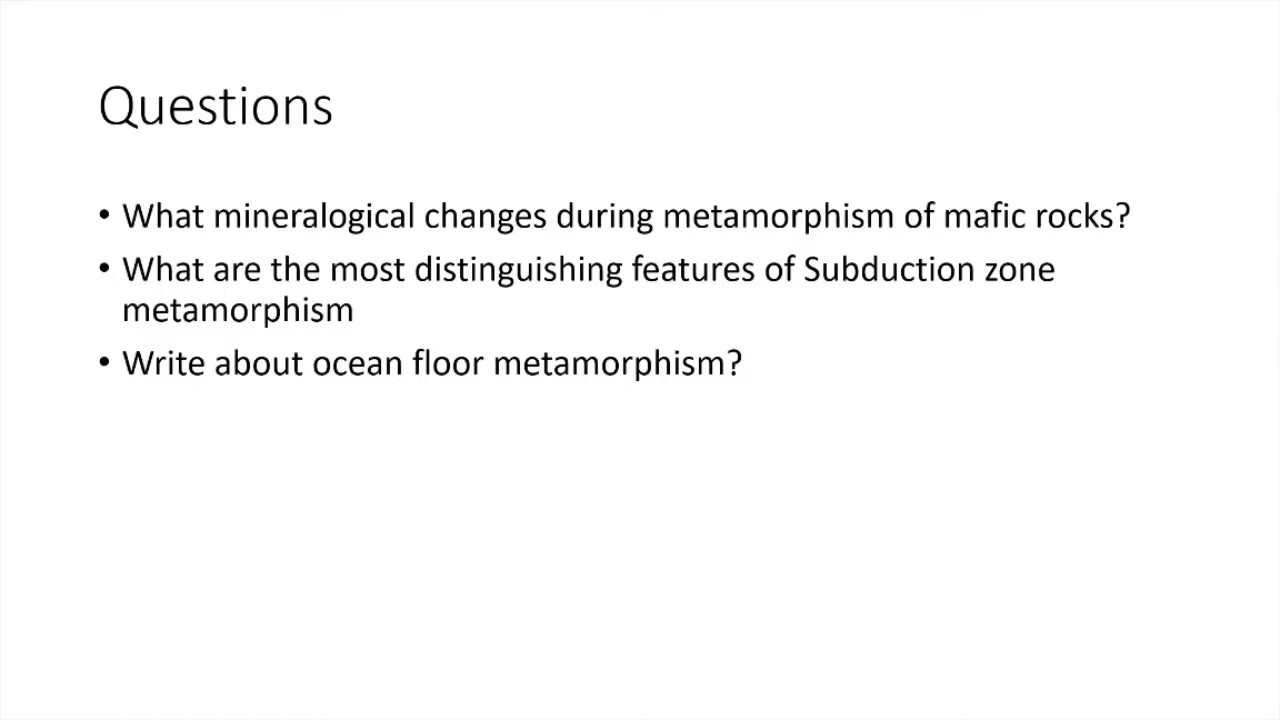 Questions
• What mineralogical changes during metamorphism of mafic rocks?
• What are the most distinguishing features of Subduction zone
metamorphism
• Write about ocean floor metamorphism?